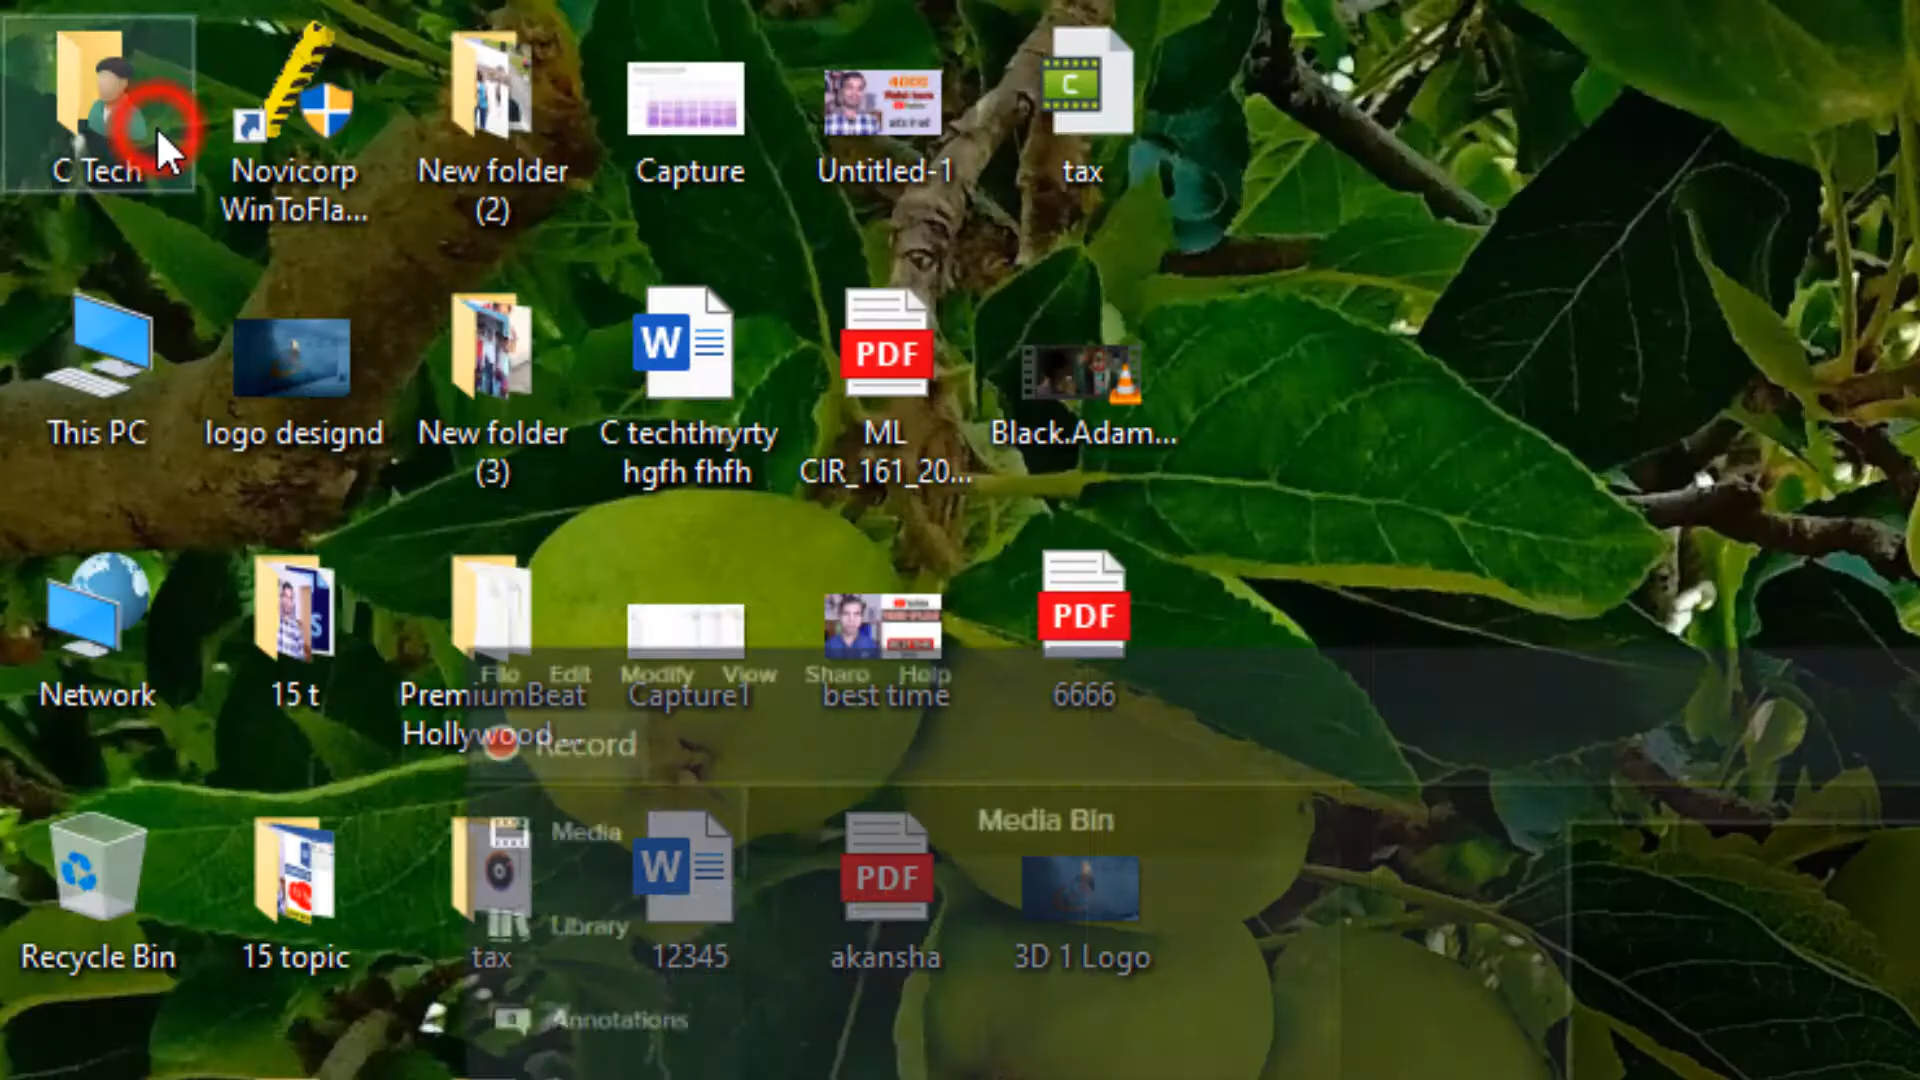 C Tech
Novicorp
WinToFla...
New folder
(2)
Capture
Untitled-1
tax
This PC
logo designd
New folder
(3)
C techthryrty
hgfh fhfh
ML
CIR_161_20...
Black.Adam...
W
PDF
PDF
Network
15 t
PremiumBeat
Hollywood ...
Capture1
best time
6666
File Edit Modify View Share Help
Record
Media
Media Bin
W
PDF
Library
Recycle Bin
15 topic
tax
12345
akansha
3D 1 Logo
Annotations